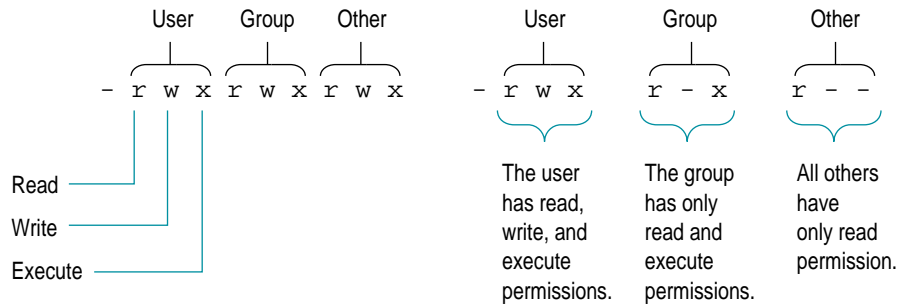 User Group Other User Group Other
- r w x r w x r w x - r w x r - x r - -
Read
Write
Execute
The user
has read,
write, and
execute
permissions.
The group
has only
read and
execute
permissions.
All others
have
only read
permission.